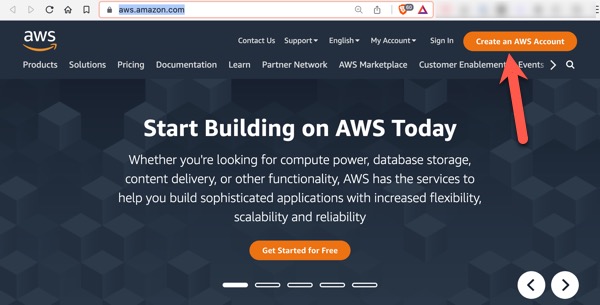 aws.amazon.com
60
aws
Contact Us Support English My Account Sign In Create an AWS Account
Products Solutions Pricing Documentation Learn Partner Network AWS Marketplace Customer Enablement Events
Start Building on AWS Today
Whether you're looking for compute power, database storage,
content delivery, or other functionality, AWS has the services to
help you build sophisticated applications with increased flexibility,
scalability and reliability
Get Started for Free